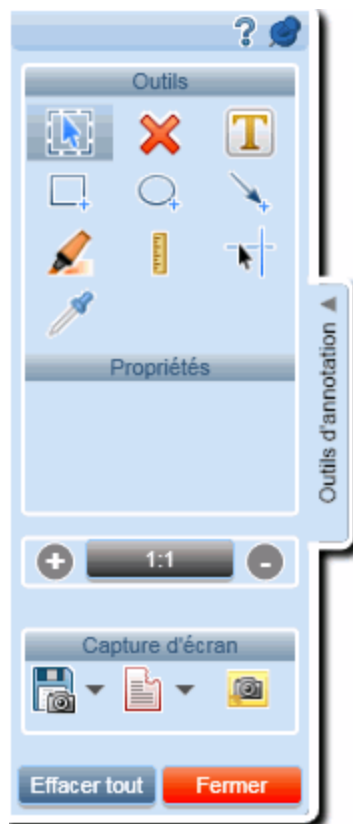 ?
Outils
T
Propriétés
Outils d'annotation ◀
+ 1:1 -
Capture d'écran
Effacer tout Fermer